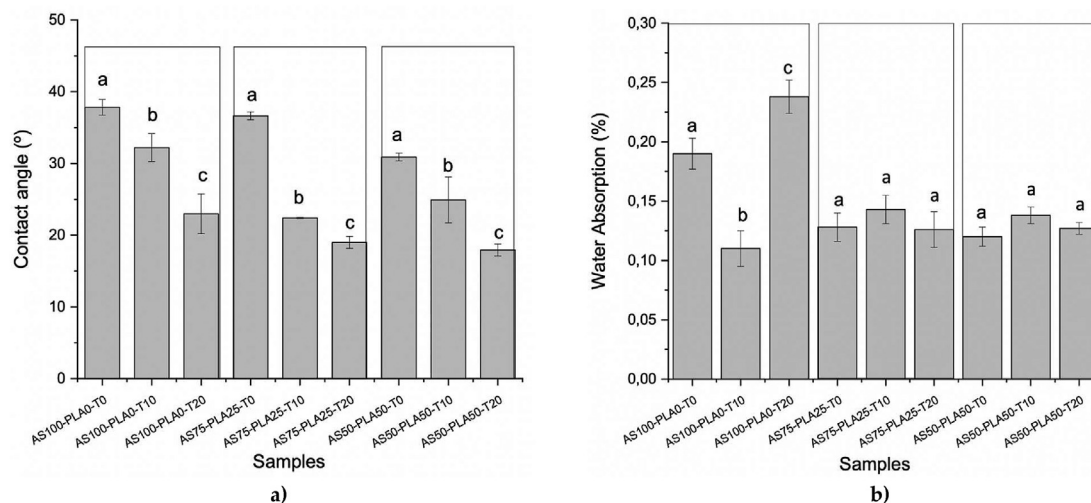 50
40
30
20
10
0
Contact angle (º)
a
b
c
a
b
c
a
b
c
AS100-PLA0-T0
AS100-PLA0-T10
AS100-PLA0-T20
AS75-PLA25-T0
AS75-PLA25-T10
AS75-PLA25-T20
AS50-PLA50-T0
AS50-PLA50-T10
AS50-PLA50-T20
Samples
a)
0,30
0,25
0,20
0,15
0,10
0,05
0,00
Water Absorption (%)
a
b
c
a
a
a
a
a
a
AS100-PLA0-T0
AS100-PLA0-T10
AS100-PLA0-T20
AS75-PLA25-T0
AS75-PLA25-T10
AS75-PLA25-T20
AS50-PLA50-T0
AS50-PLA50-T10
AS50-PLA50-T20
Samples
b)